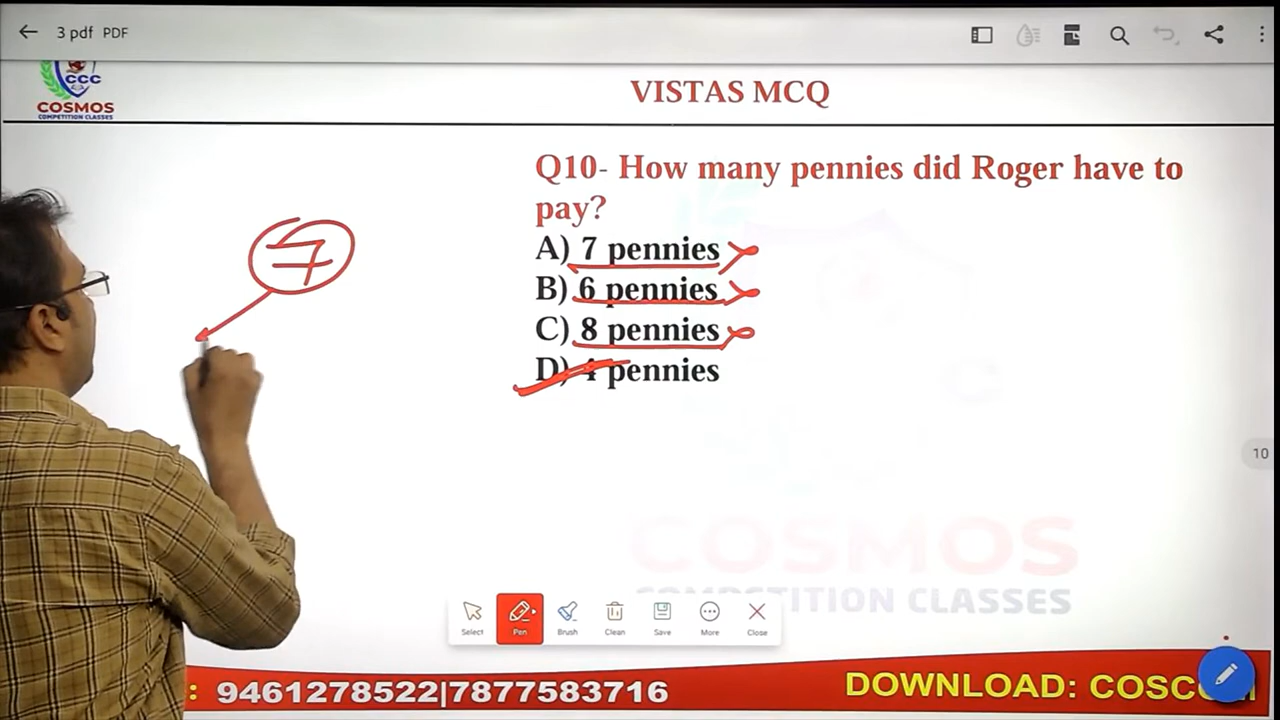 3 pdf PDF
CCC
COSMOS
COMPETITION CLASSES
VISTAS MCQ
Q10- How many pennies did Roger have to
pay?
A) 7 pennies
B) 6 pennies
C) 8 pennies
D) 4 pennies
7
10
COSMOS
COMPETITION CLASSES
Select
Pen
Brush
Clean
Save
More
Close
: 9461278522|7877583716
DOWNLOAD: